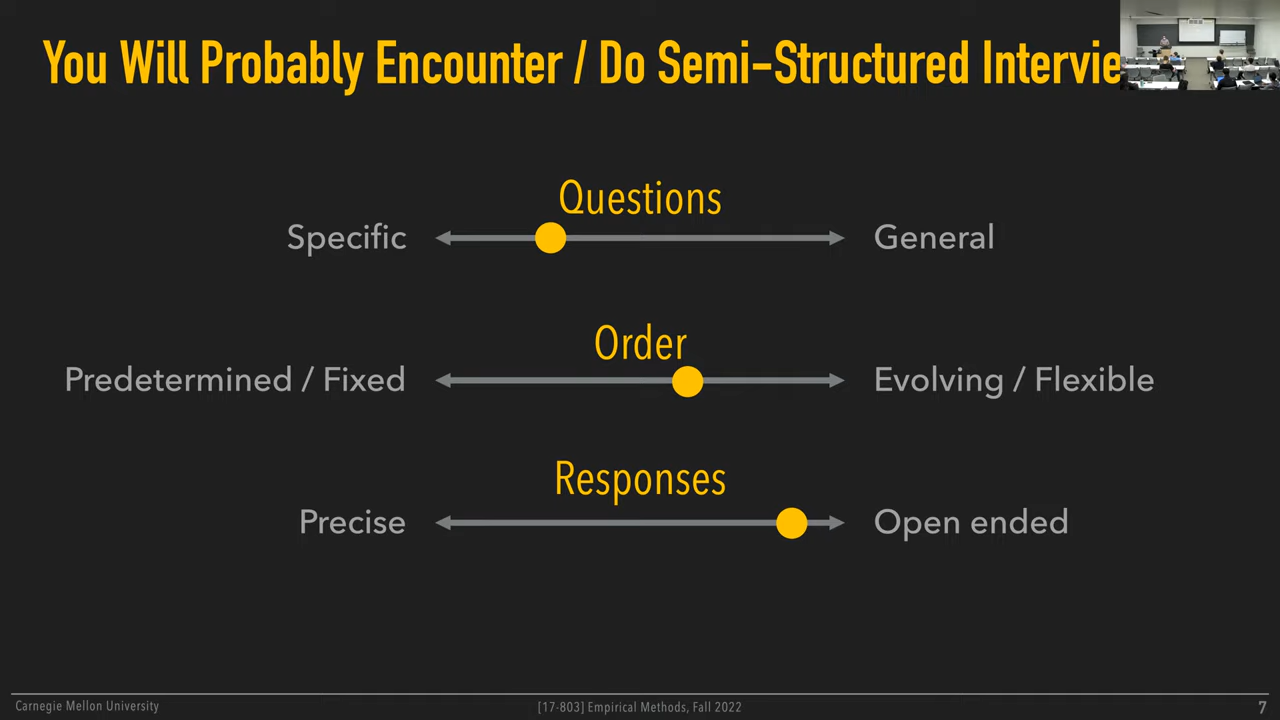 You Will Probably Encounter / Do Semi-Structured
Questions
Specific
General
Order
Predetermined / Fixed
Evolving / Flexible
Responses
Precise
Open ended
Carnegie Mellon University
[17-803] Empirical Methods, Fall 2022
7